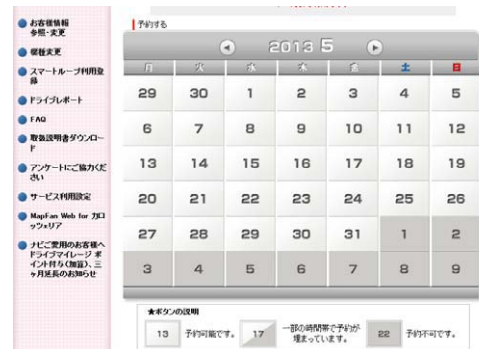 お客様情報
参照・変更
機種変更
スマートループ利用登
録
ドライブレポート
FAQ
取扱説明書ダウンロー
ド
アンケートにご協力くだ
さい
サービス利用設定
MapFan Web for カロ
ッツェリア
ナビご愛用のお客様へ
ドライブマイレージ ポ
イント付与(加算)、三
ヶ月延長のお知らせ
予約する
2013 5
月 火 水 木 金 土 日
29 30 1 2 3 4 5
6 7 8 9 10 11 12
13 14 15 16 17 18 19
20 21 22 23 24 25 26
27 28 29 30 31 1 2
3 4 5 6 7 8 9
★ボタンの説明
13 予約可能です。 17 一部の時間帯で予約が
埋まっています。 22 予約不可です。